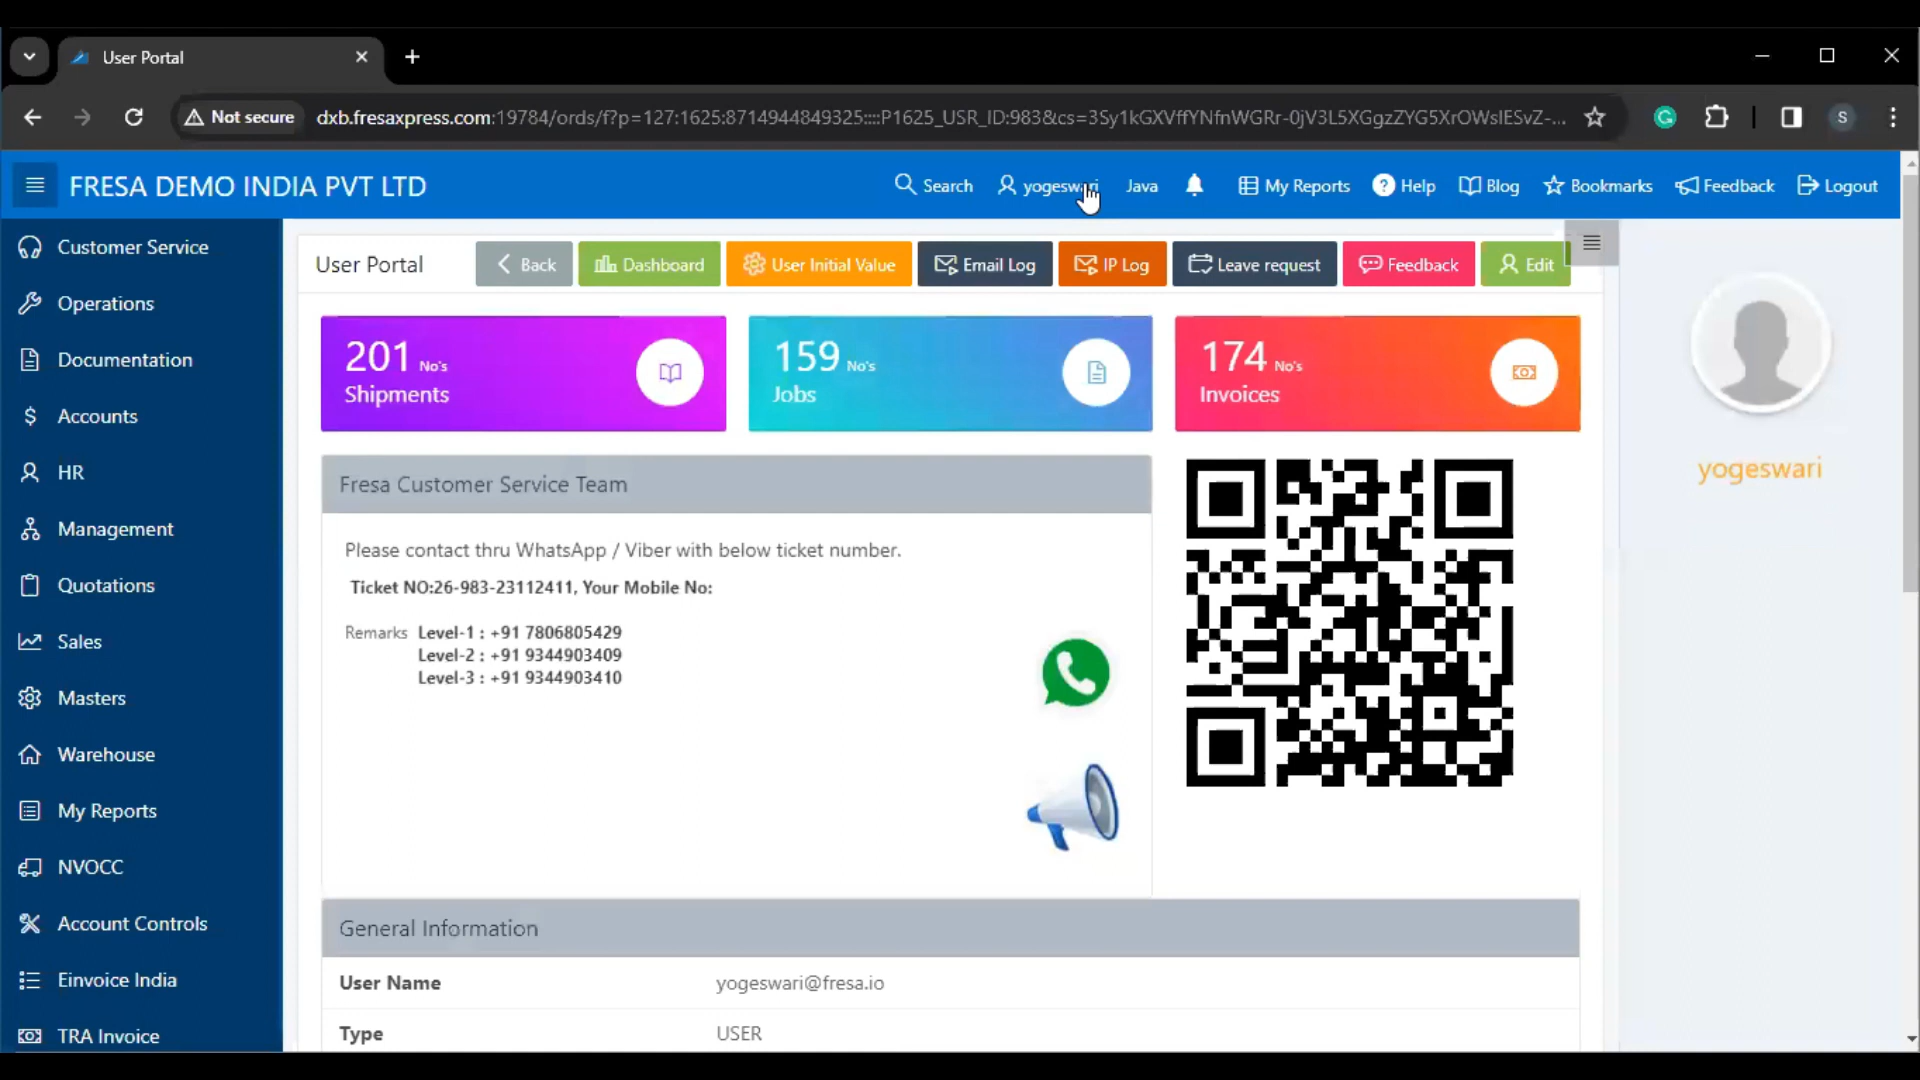 User Portal
Not secure
dxb.fresaxpress.com:19784/ords/f?p=127:1625:8714944849325::::P1625_USR_ID:983&cs=3Sy1kGXVffYNfnWGRr-0jV3L5XGgzZYG5XrOWslESvZ-...
S
FRESA DEMO INDIA PVT LTD
Search
yogeswari
Java
My Reports
Help
Blog
Bookmarks
Feedback
Logout
Customer Service
Operations
Documentation
Accounts
HR
Management
Quotations
Sales
Masters
Warehouse
My Reports
NVOCC
Account Controls
Einvoice India
TRA Invoice
User Portal
Back
Dashboard
User Initial Value
Email Log
IP Log
Leave request
Feedback
Edit
201 No's
Shipments
159 No's
Jobs
174 No's
Invoices
yogeswari
Fresa Customer Service Team
Please contact thru WhatsApp / Viber with below ticket number.
Ticket NO:26-983-23112411, Your Mobile No:
Remarks Level-1 : +91 7806805429
Level-2 : +91 9344903409
Level-3 : +91 9344903410
General Information
User Name yogeswari@fresa.io
Type USER